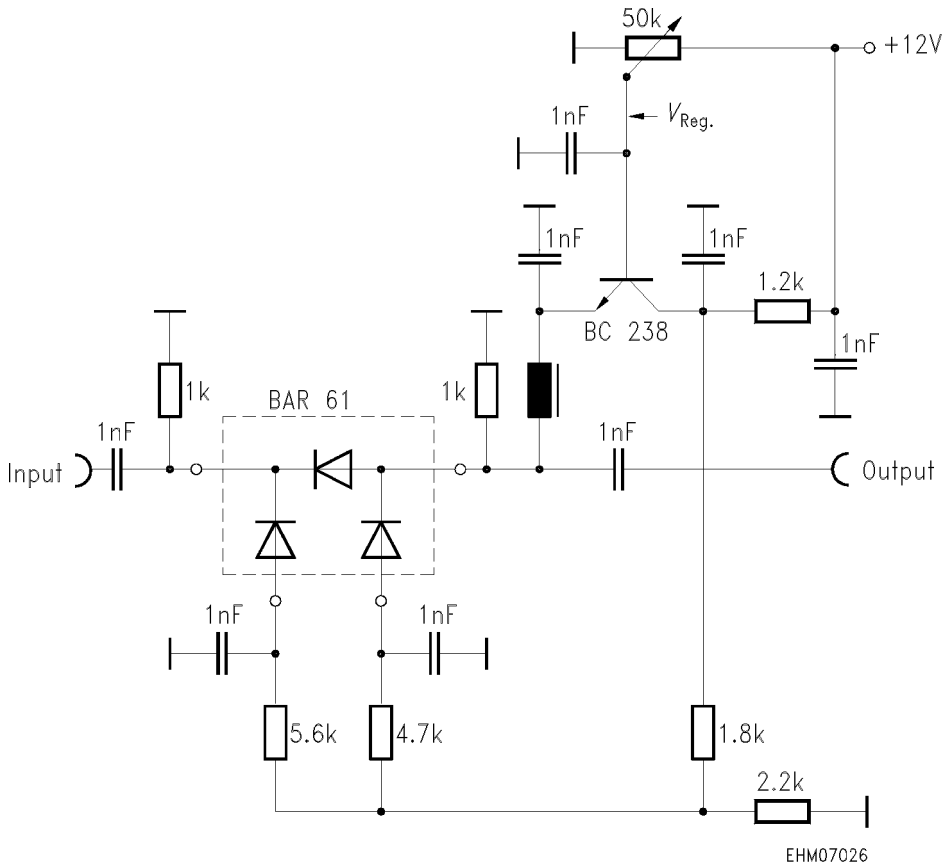 50k
+12V
1nF
V Reg.
1nF
1nF
1.2k
BC 238
1nF
1k
BAR 61
1k
1nF
1nF
Input
Output
1nF
1nF
5.6k
4.7k
1.8k
2.2k
EHM07026